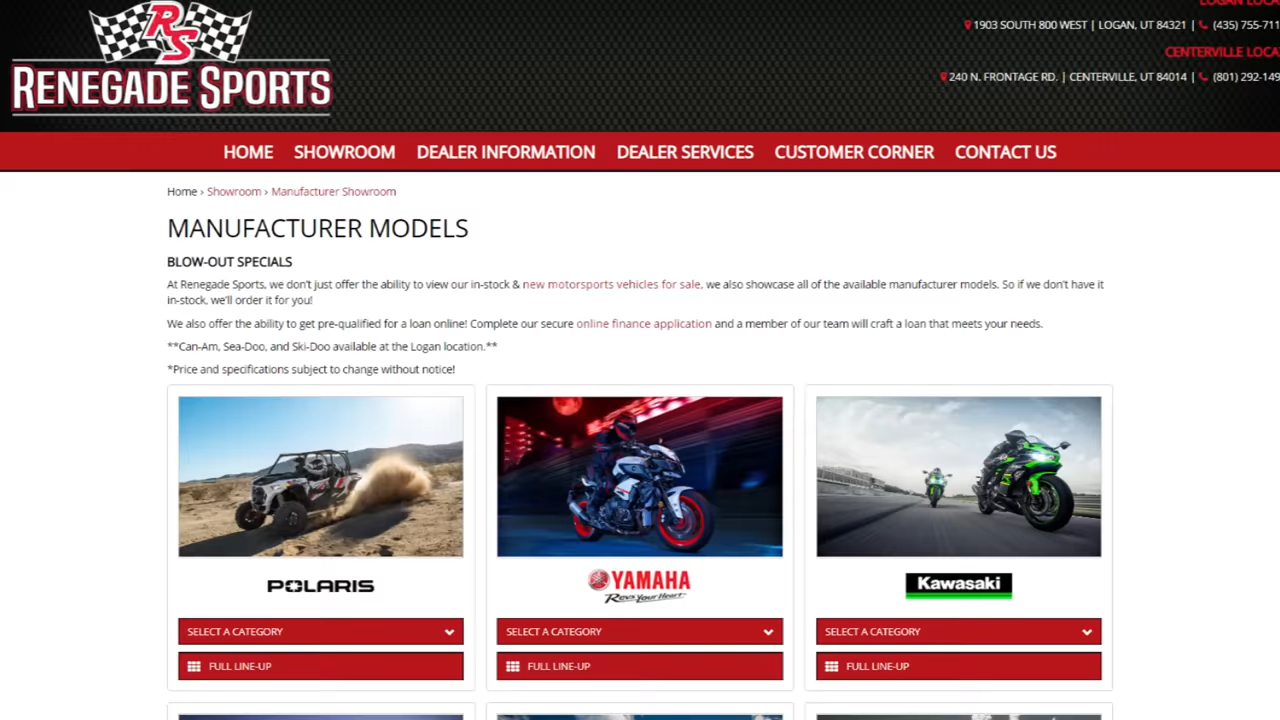 LOGAN LOCA
RS
RENEGADE SPORTS
1903 SOUTH 800 WEST | LOGAN, UT 84321 | (435) 755-711
CENTERVILLE LOCA
240 N. FRONTAGE RD. | CENTERVILLE, UT 84014 | (801) 292-149
HOME SHOWROOM DEALER INFORMATION DEALER SERVICES CUSTOMER CORNER CONTACT US
Home › Showroom › Manufacturer Showroom
MANUFACTURER MODELS
BLOW-OUT SPECIALS
At Renegade Sports, we don't just offer the ability to view our in-stock & new motorsports vehicles for sale, we also showcase all of the available manufacturer models. So if we don't have it
in-stock, we'll order it for you!
We also offer the ability to get pre-qualified for a loan online! Complete our secure online finance application and a member of our team will craft a loan that meets your needs.
**Can-Am, Sea-Doo, and Ski-Doo available at the Logan location.**
*Price and specifications subject to change without notice!
POLARIS
YAMAHA
Revs Your Heart
Kawasaki
SELECT A CATEGORY SELECT A CATEGORY SELECT A CATEGORY
FULL LINE-UP FULL LINE-UP FULL LINE-UP